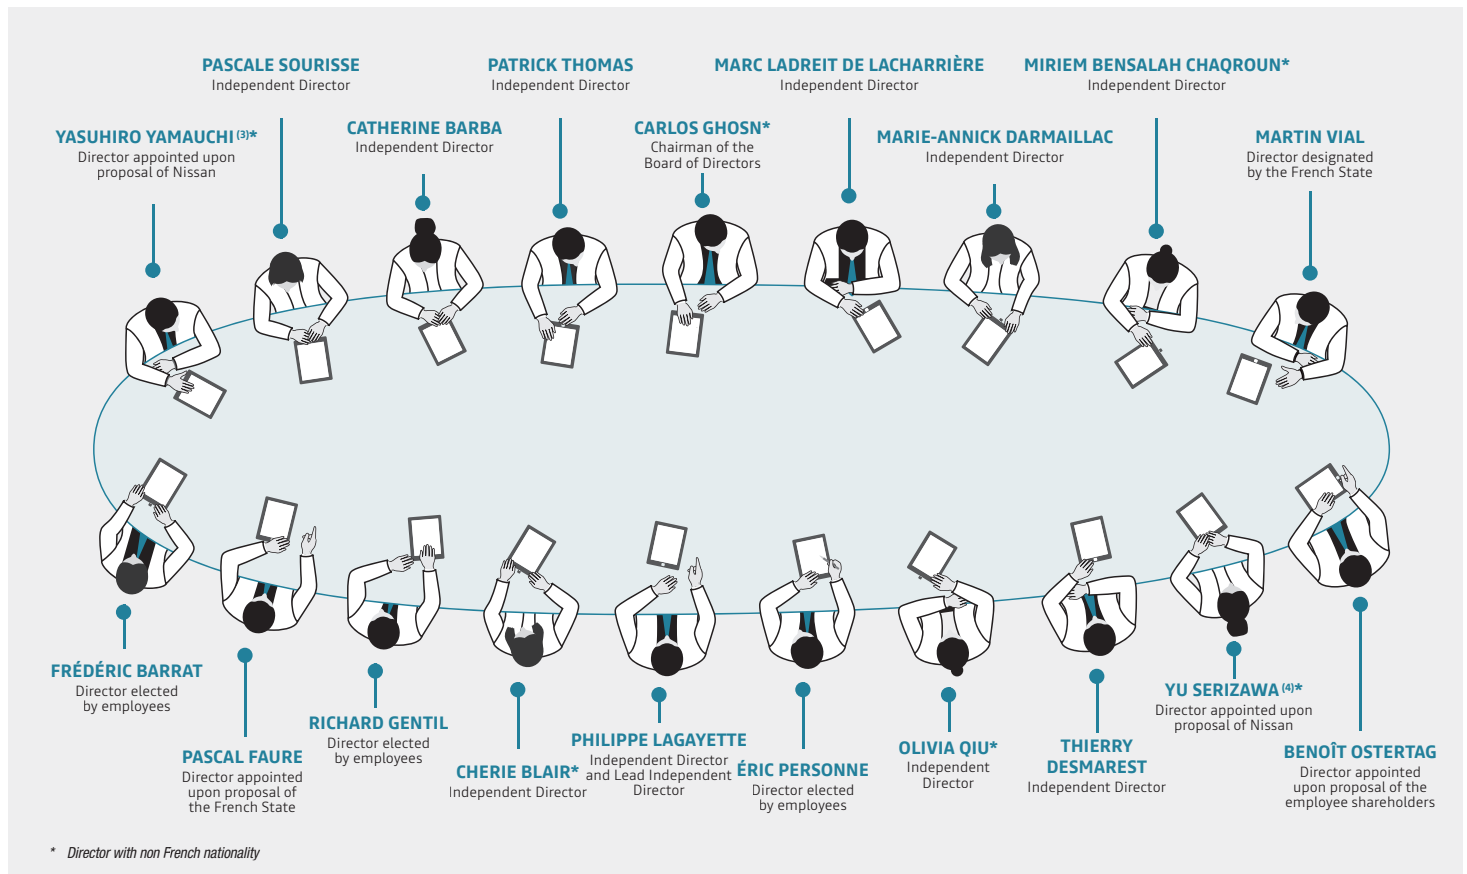 PASCALE SOURISSE
Independent Director
PATRICK THOMAS
Independent Director
MARC LADREIT DE LACHARRIÈRE
Independent Director
MIRIEM BENSALAH CHAQROUN*
Independent Director
YASUHIRO YAMAUCHI (3)*
Director appointed upon
proposal of Nissan
CATHERINE BARBA
Independent Director
CARLOS GHOSN*
Chairman of the
Board of Directors
MARIE-ANNICK DARMAILLAC
Independent Director
MARTIN VIAL
Director designated
by the French State
FRÉDÉRIC BARRAT
Director elected
by employees
PASCAL FAURE
Director appointed
upon proposal of
the French State
RICHARD GENTIL
Director elected
by employees
CHERIE BLAIR*
Independent Director
PHILIPPE LAGAYETTE
Independent Director
and Lead Independent
Director
ÉRIC PERSONNE
Director elected
by employees
OLIVIA QIU*
Independent
Director
THIERRY
DESMAREST
Independent Director
YU SERIZAWA (4)*
Director appointed upon
proposal of Nissan
BENOÎT OSTERTAG
Director appointed
upon proposal of the
employee shareholders
* Director with non French nationality